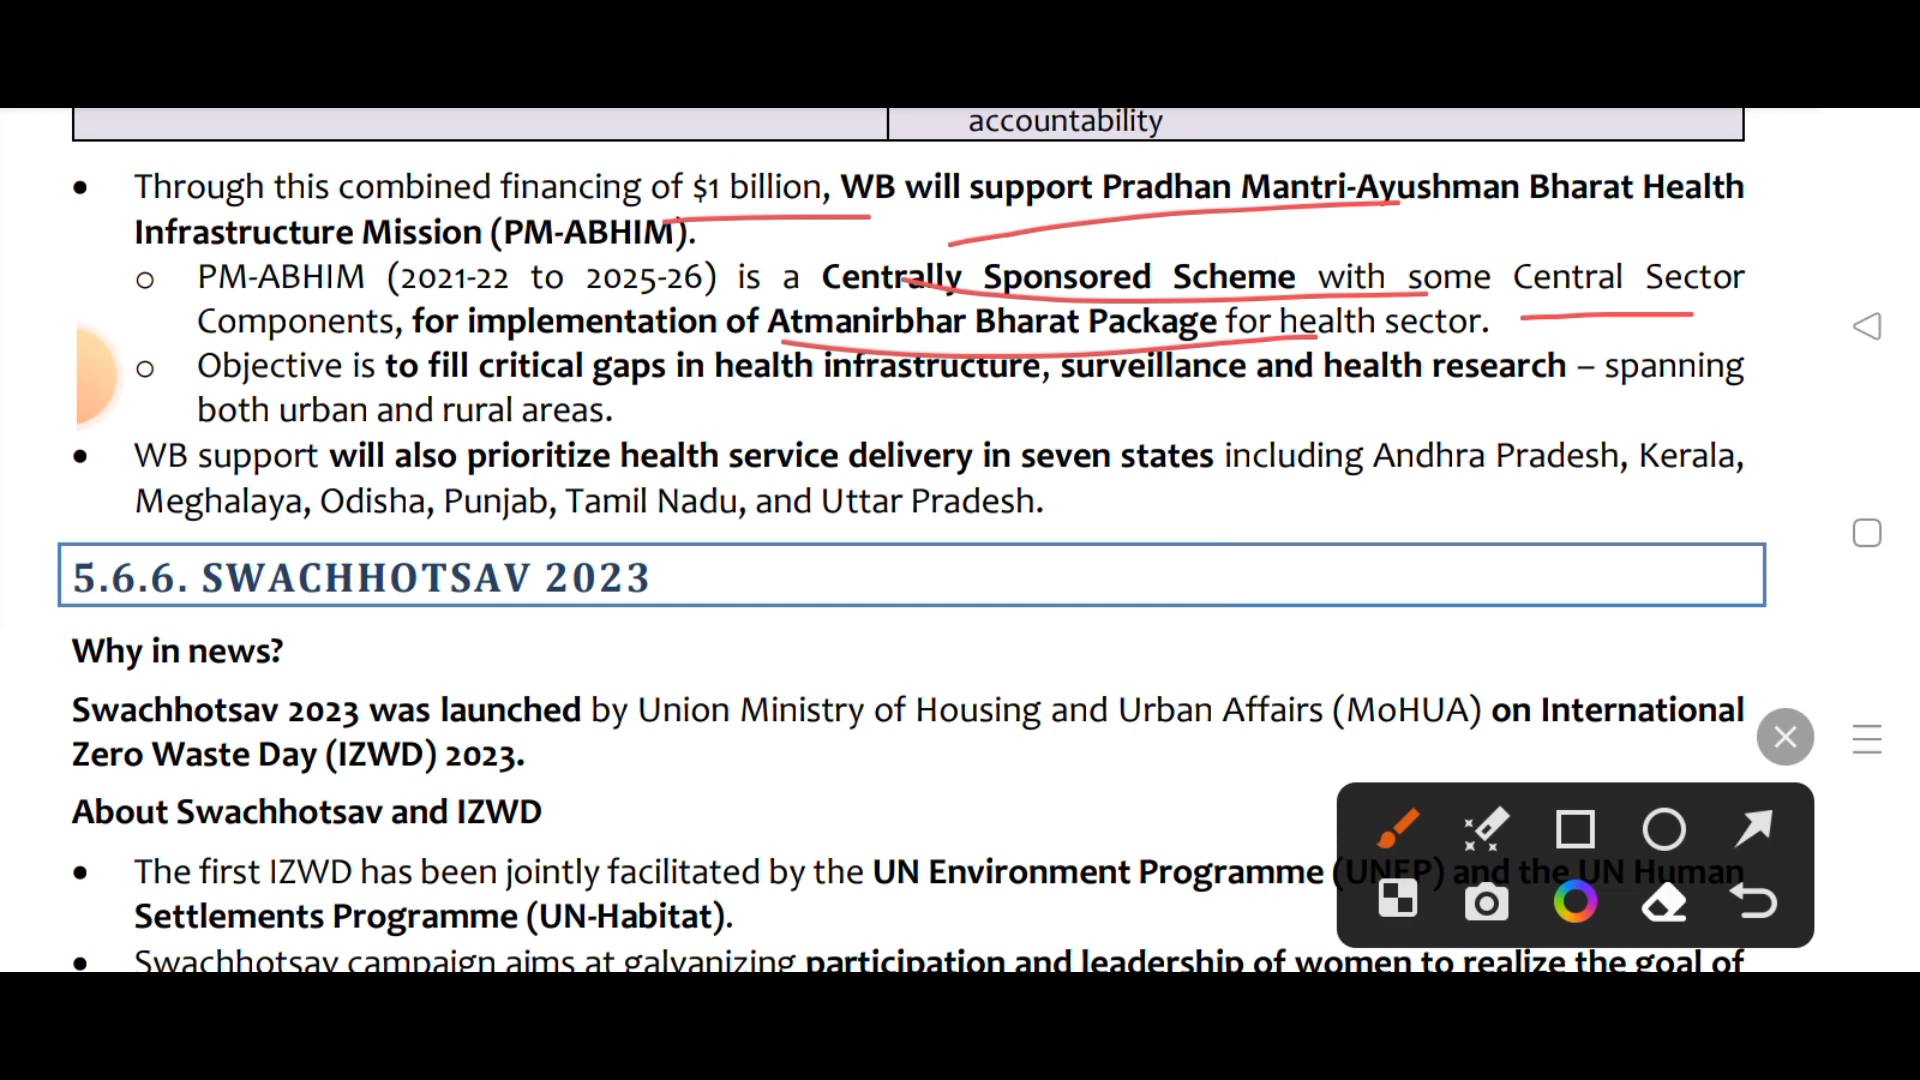 accountability
• Through this combined financing of $1 billion, WB will support Pradhan Mantri-Ayushman Bharat Health
Infrastructure Mission (PM-ABHIM).
o PM-ABHIM (2021-22 to 2025-26) is a Centrally Sponsored Scheme with some Central Sector
Components, for implementation of Atmanirbhar Bharat Package for health sector.
o Objective is to fill critical gaps in health infrastructure, surveillance and health research – spanning
both urban and rural areas.
• WB support will also prioritize health service delivery in seven states including Andhra Pradesh, Kerala,
Meghalaya, Odisha, Punjab, Tamil Nadu, and Uttar Pradesh.
5.6.6. SWACHHOTSAV 2023
Why in news?
Swachhotsav 2023 was launched by Union Ministry of Housing and Urban Affairs (MoHUA) on International
Zero Waste Day (IZWD) 2023.
About Swachhotsav and IZWD
• The first IZWD has been jointly facilitated by the UN Environment Programme (UNEP) and the UN Human
Settlements Programme (UN-Habitat).
• Swachhotsav campaign aims at galvanizing participation and leadership of women to realize the goal of